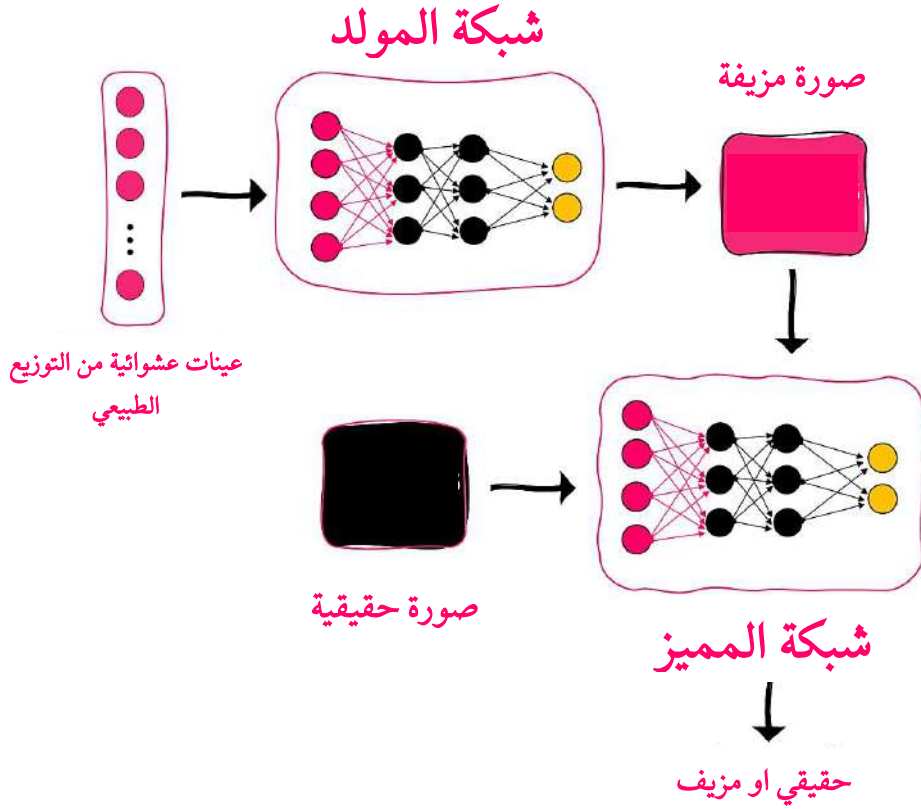 شبكة المولد
صورة مزيفة
عينات عشوائية من التوزيع
الطبيعي
صورة حقيقية
شبكة المميز
حقيقي او مزيف